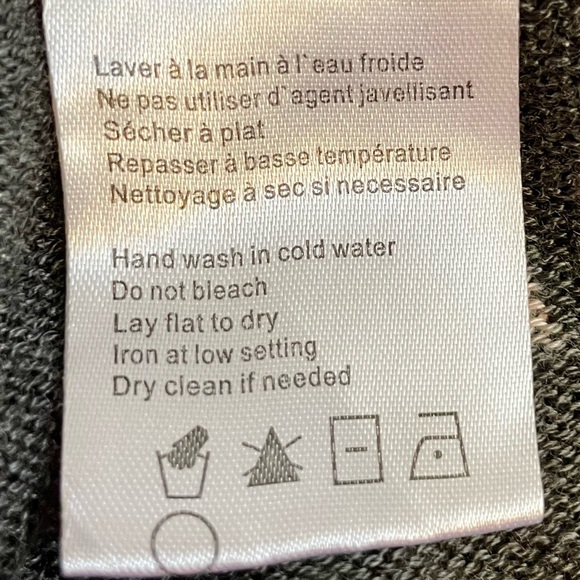 Laver à la main à l'eau froide
Ne pas utiliser d'agent javellisant
Sécher à plat
Repasser à basse température
Nettoyage à sec si necessaire
Hand wash in cold water
Do not bleach
Lay flat to dry
Iron at low setting
Dry clean if needed